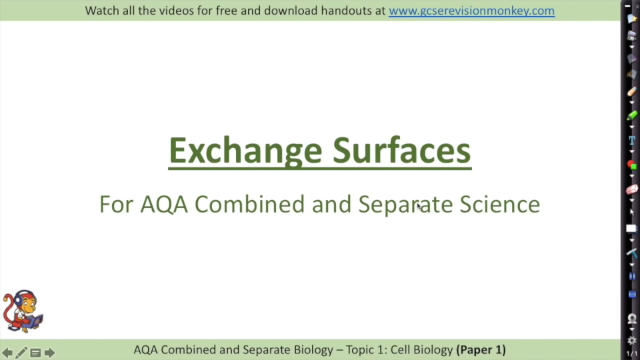 Watch all the videos for free and download handouts at www.gcserevisionmonkey.com
Exchange Surfaces
For AQA Combined and Separate Science
AQA Combined and Separate Biology – Topic 1: Cell Biology (Paper 1)